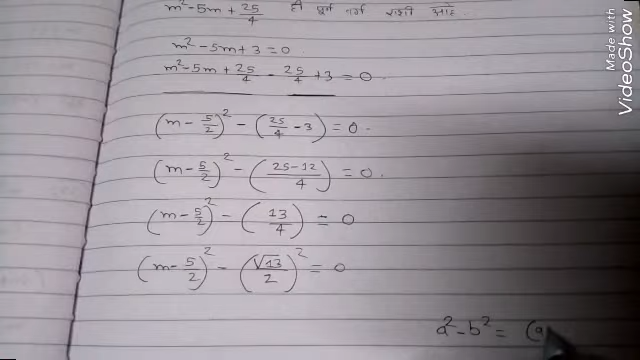 m² - 5m + 25/4 ही पूर्ण वर्ग राशी आहे
m² - 5m + 3 = 0
m² - 5m + 25/4 - 25/4 + 3 = 0.
(m - 5/2)² - (25/4 - 3) = 0.
(m - 5/2)² - (25-12/4) = 0.
(m - 5/2)² - (13/4) = 0
(m - 5/2)² - (√13/2)² = 0
a² - b² = (a
Made with
VideoShow